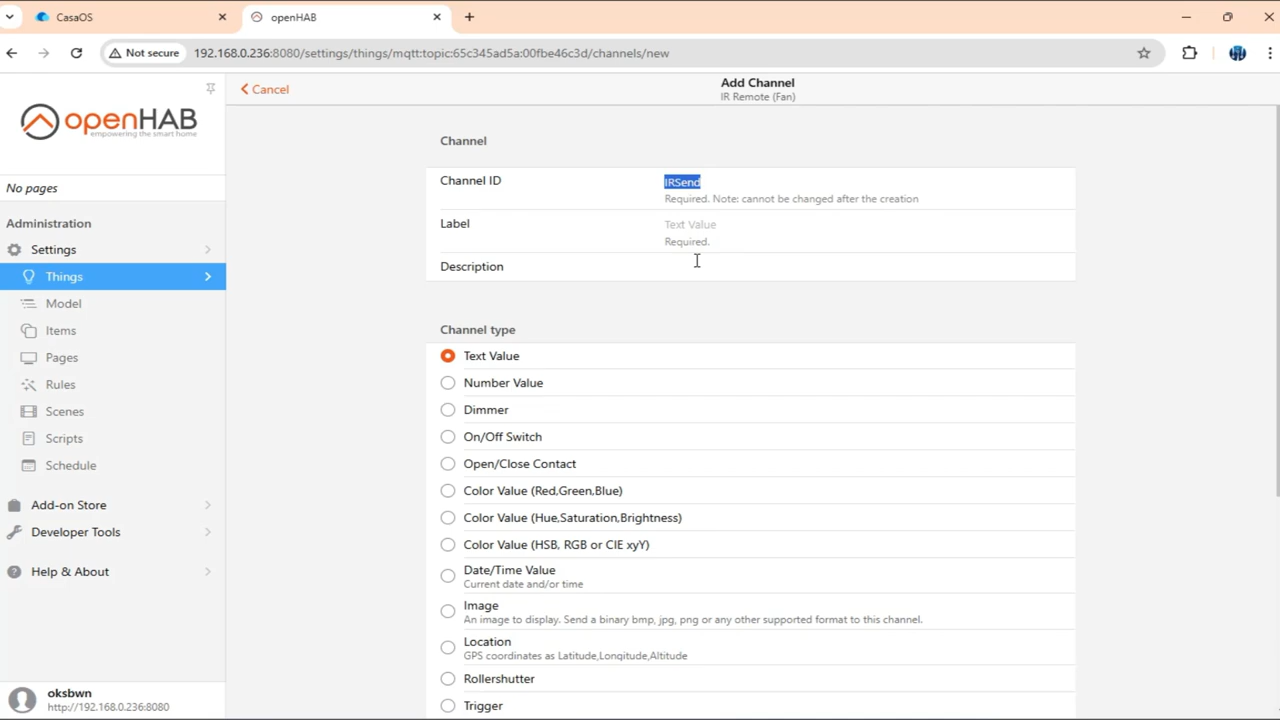 CasaOS
openHAB
Not secure
192.168.0.236:8080/settings/things/mqtt:topic:65c345ad5a:00fbe46c3d/channels/new
openHAB
empowering the smart home
No pages
Administration
Settings
Things
Model
Items
Pages
Rules
Scenes
Scripts
Schedule
Add-on Store
Developer Tools
Help & About
oksbwn
http://192.168.0.236:8080
Cancel
Add Channel
IR Remote (Fan)
Channel
Channel ID
IRSend
Required. Note: cannot be changed after the creation
Label
Text Value
Required.
Description
Channel type
Text Value
Number Value
Dimmer
On/Off Switch
Open/Close Contact
Color Value (Red,Green,Blue)
Color Value (Hue,Saturation,Brightness)
Color Value (HSB, RGB or CIE xyY)
Date/Time Value
Current date and/or time
Image
An image to display. Send a binary bmp, jpg, png or any other supported format to this channel.
Location
GPS coordinates as Latitude,Longitude,Altitude
Rollershutter
Trigger